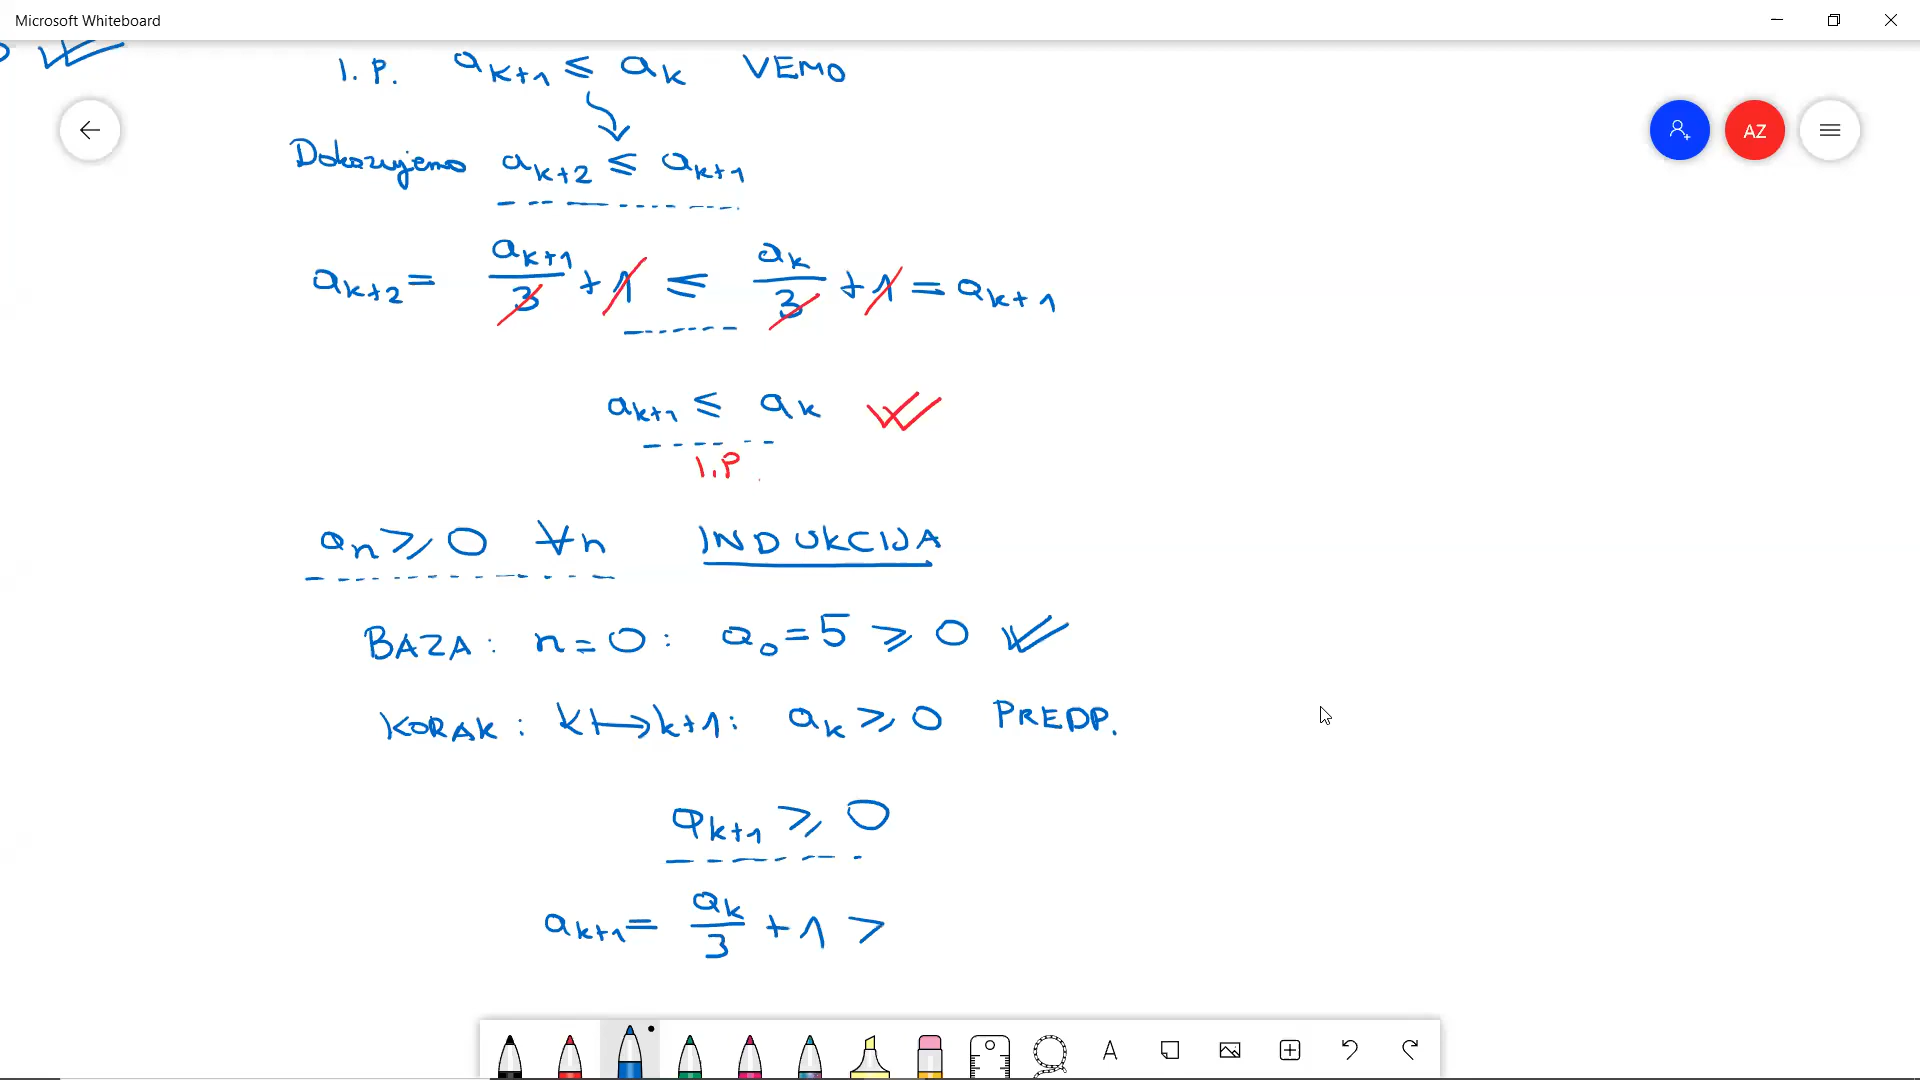 Microsoft Whiteboard
I.P. a_{k+1} ≤ a_k VEMO
AZ
Dokazujemo a_{k+2} ≤ a_{k+1}
a_{k+2} = a_{k+1}/3 + 1 ≤ a_k/3 + 1 = a_{k+1}
a_{k+1} ≤ a_k
I.P.
a_n ≥ 0 ∀n INDUKCIJA
BAZA: n=0: a_0 = 5 ≥ 0
KORAK: k ↦ k+1: a_k ≥ 0 PREDP.
a_{k+1} ≥ 0
a_{k+1} = a_k/3 + 1 >
A